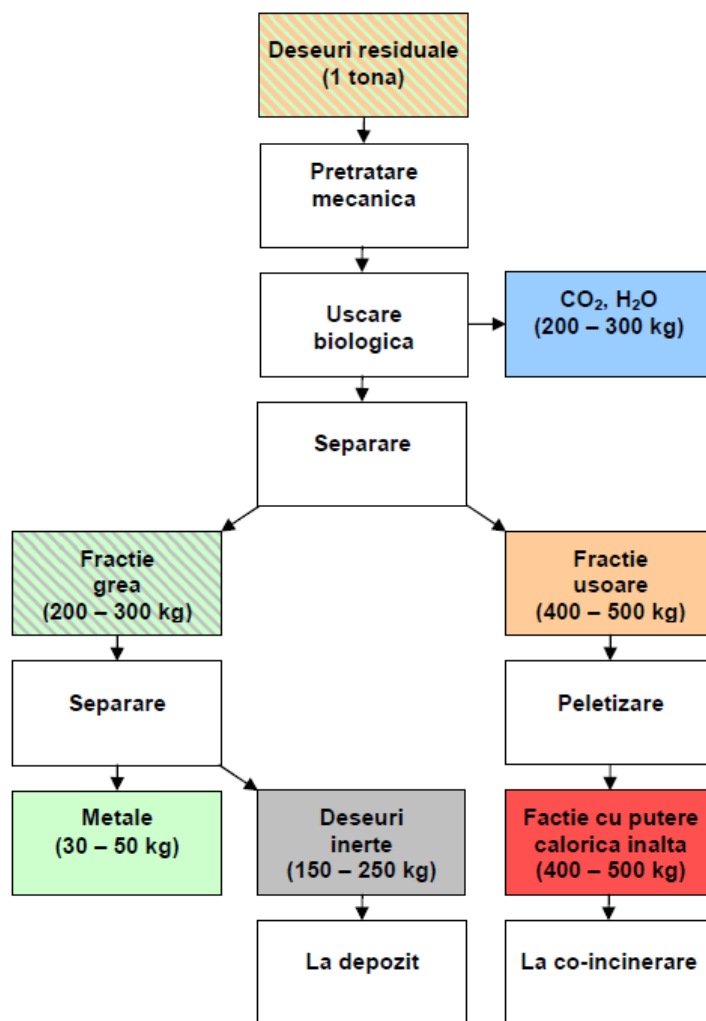 Deseuri residuale
(1 tona)
Pretratare
mecanica
Uscare
biologica
CO₂, H₂O
(200 – 300 kg)
Separare
Fractie
grea
(200 – 300 kg)
Fractie
usoare
(400 – 500 kg)
Separare
Peletizare
Metale
(30 – 50 kg)
Deseuri
inerte
(150 – 250 kg)
Factie cu putere
calorica inalta
(400 – 500 kg)
La depozit
La co-incinerare